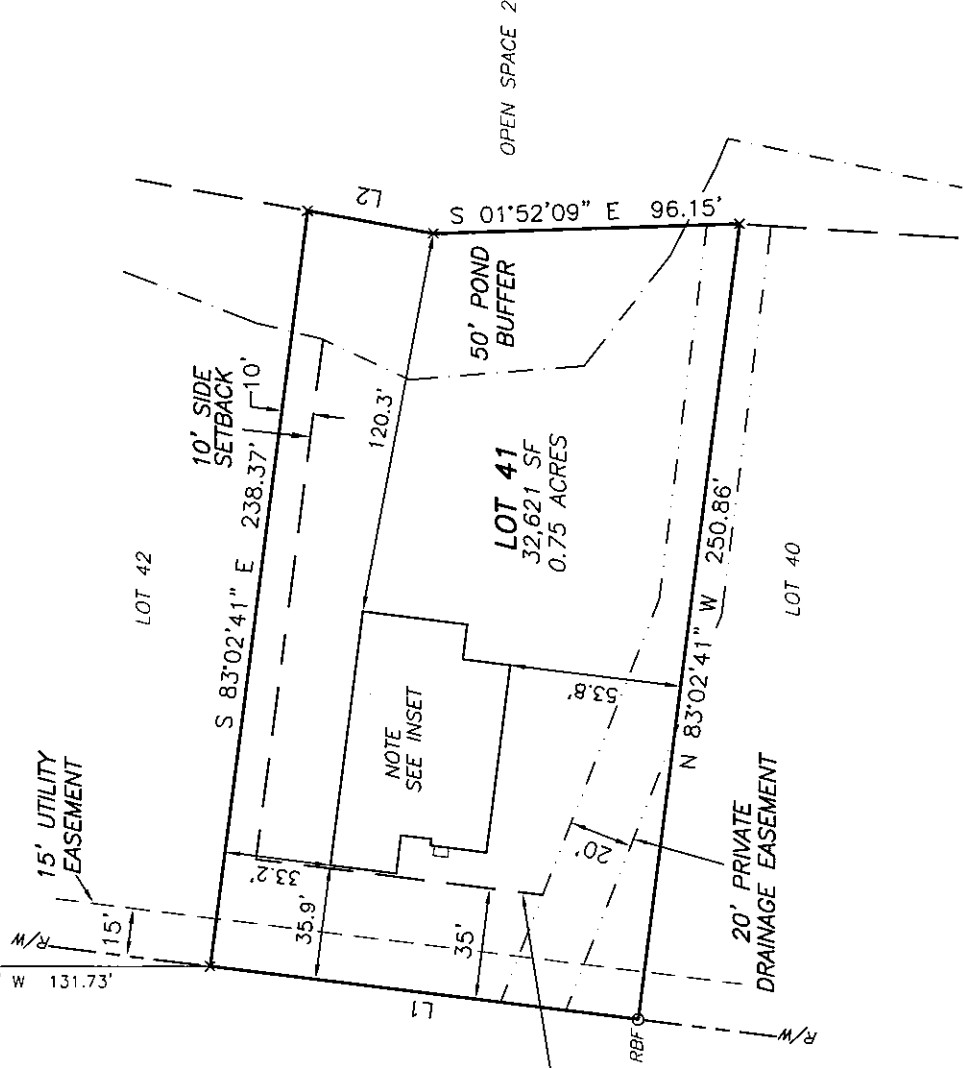 OPEN SPACE 2
L2
S 01°52'09" E 96.15'
50' POND
BUFFER
10' SIDE
SETBACK
10'
120.3'
S 83°02'41" E 238.37'
LOT 42
LOT 41
32,621 SF
0.75 ACRES
15' UTILITY
EASEMENT
R/W
15'
W 131.73'
33.2'
35.9'
35'
NOTE
SEE INSET
53.8'
N 83°02'41" W 250.86'
LOT 40
20'
20' PRIVATE
DRAINAGE EASEMENT
L1
RBF
R/W